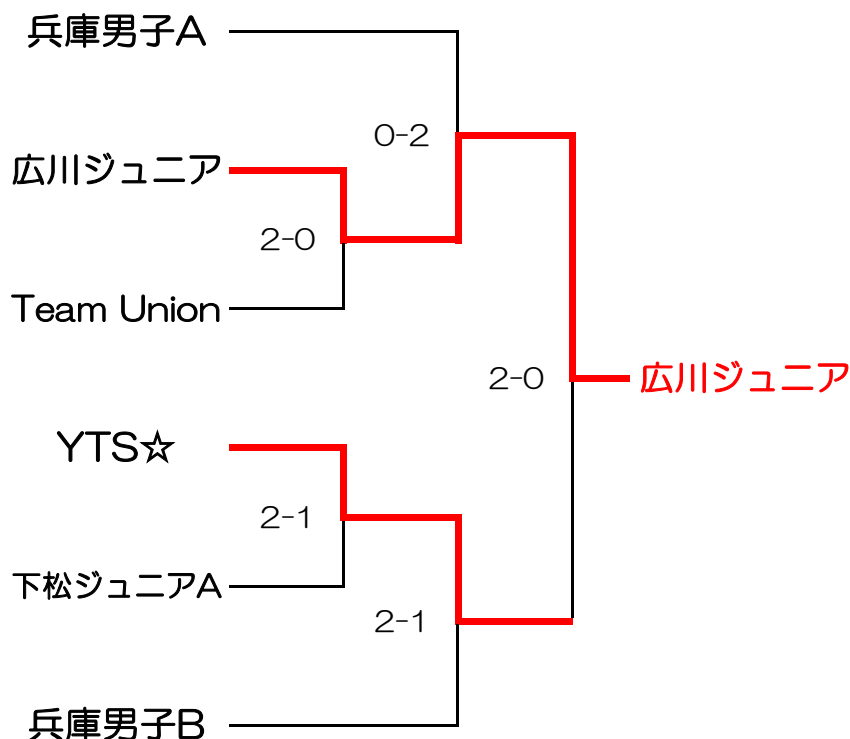 兵庫男子A
0-2
広川ジュニア
2-0
Team Union
2-0
広川ジュニア
YTS☆
2-1
下松ジュニアA
2-1
兵庫男子B